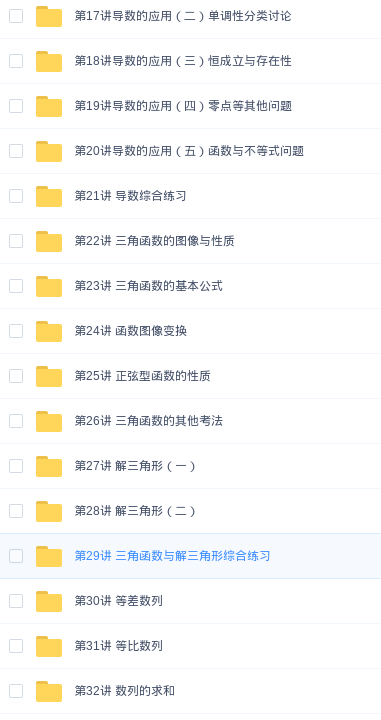 第17讲导数的应用（二）单调性分类讨论
第18讲导数的应用（三）恒成立与存在性
第19讲导数的应用（四）零点等其他问题
第20讲导数的应用（五）函数与不等式问题
第21讲 导数综合练习
第22讲 三角函数的图像与性质
第23讲 三角函数的基本公式
第24讲 函数图像变换
第25讲 正弦型函数的性质
第26讲 三角函数的其他考法
第27讲 解三角形（一）
第28讲 解三角形（二）
第29讲 三角函数与解三角形综合练习
第30讲 等差数列
第31讲 等比数列
第32讲 数列的求和